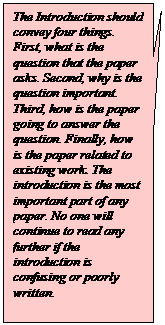 The Introduction should
convey four things.
First, what is the
question that the paper
asks. Second, why is the
question important.
Third, how is the paper
going to answer the
question. Finally, how
is the paper related to
existing work. The
introduction is the most
important part of any
paper. No one will
continue to read any
further if the
introduction is
confusing or poorly
written.